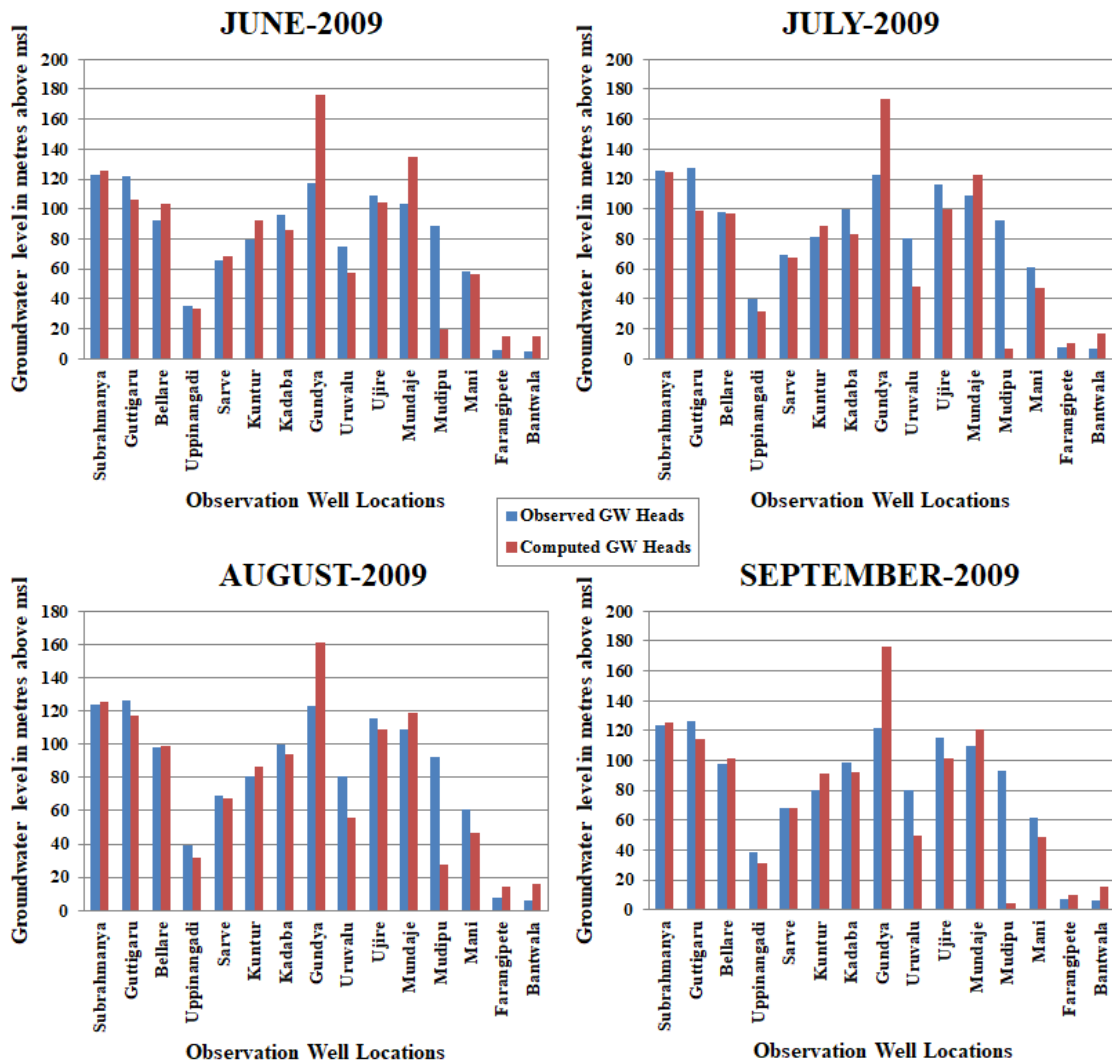 JUNE-2009
Groundwater level in metres above msl
200
180
160
140
120
100
80
60
40
20
0
Subrahmanya
Guttigaru
Bellare
Uppinangadi
Sarve
Kuntur
Kadaba
Gundya
Uruvalu
Ujire
Mundaje
Mudipu
Mani
Farangipete
Bantwala
Observation Well Locations
JULY-2009
Groundwater level in metres above msl
200
180
160
140
120
100
80
60
40
20
0
Subrahmanya
Guttigaru
Bellare
Uppinangadi
Sarve
Kuntur
Kadaba
Gundya
Uruvalu
Ujire
Mundaje
Mudipu
Mani
Farangipete
Bantwala
Observation Well Locations
Observed GW Heads
Computed GW Heads
AUGUST-2009
Groundwater level in metres above msl
180
160
140
120
100
80
60
40
20
0
Subrahmanya
Guttigaru
Bellare
Uppinangadi
Sarve
Kuntur
Kadaba
Gundya
Uruvalu
Ujire
Mundaje
Mudipu
Mani
Farangipete
Bantwala
Observation Well Locations
SEPTEMBER-2009
Groundwater level in metres above msl
200
180
160
140
120
100
80
60
40
20
0
Subrahmanya
Guttigaru
Bellare
Uppinangadi
Sarve
Kuntur
Kadaba
Gundya
Uruvalu
Ujire
Mundaje
Mudipu
Mani
Farangipete
Bantwala
Observation Well Locations